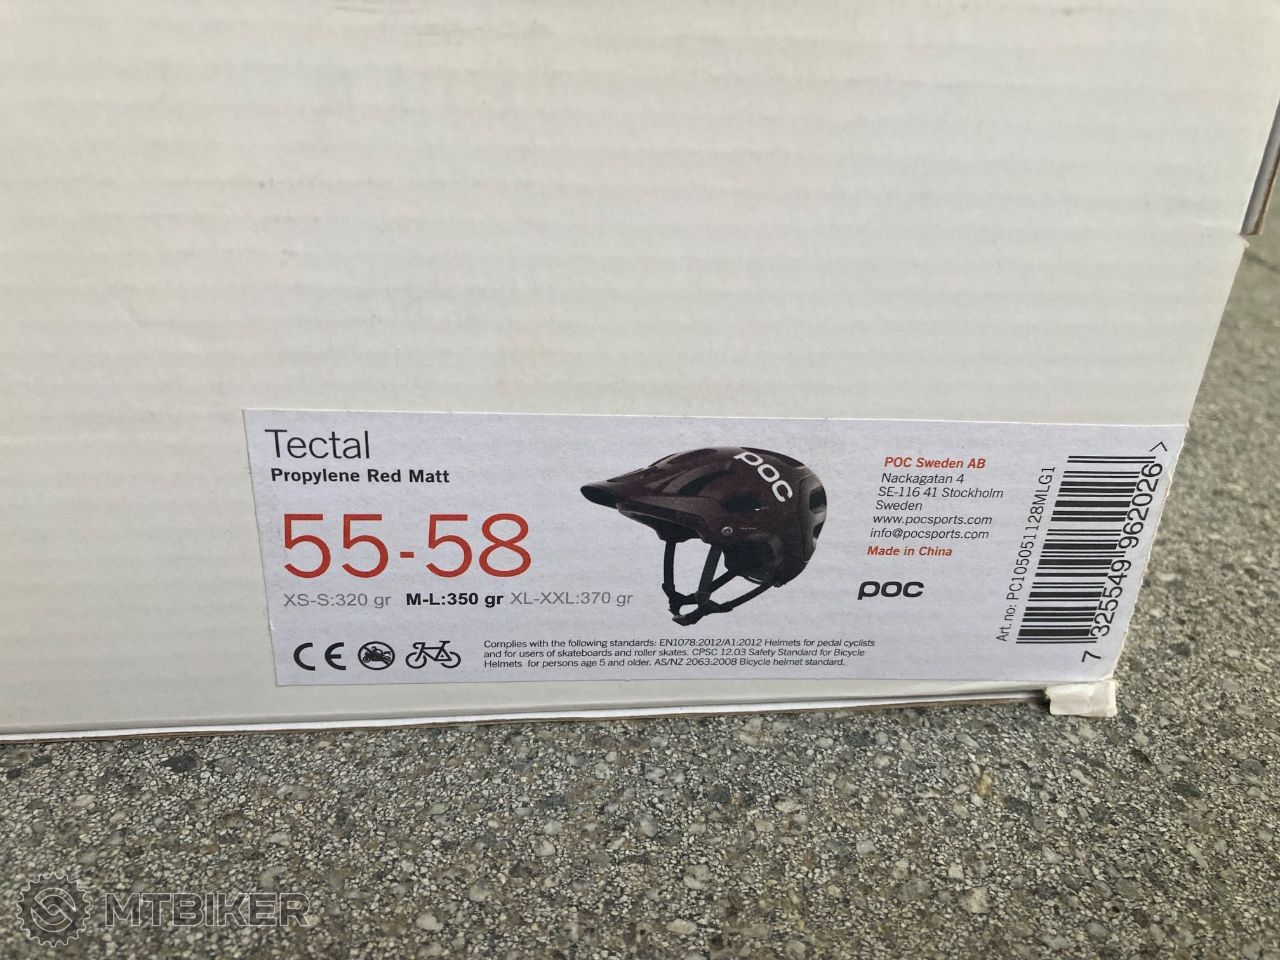 Tectal
Propylene Red Matt
55-58
XS-S:320 gr M-L:350 gr XL-XXL:370 gr
CE
Complies with the following standards: EN1078:2012/A1:2012 Helmets for pedal cyclists
and for users of skateboards and roller skates. CPSC 12.03 Safety Standard for Bicycle
Helmets for persons age 5 and older. AS/NZ 2063:2008 Bicycle helmet standard.
POC
POC Sweden AB
Nackagatan 4
SE-116 41 Stockholm
Sweden
www.pocsports.com
info@pocsports.com
Made in China
POC
Art.no: PC105051128MLG1
7 325549 962026 >
MTBIKER